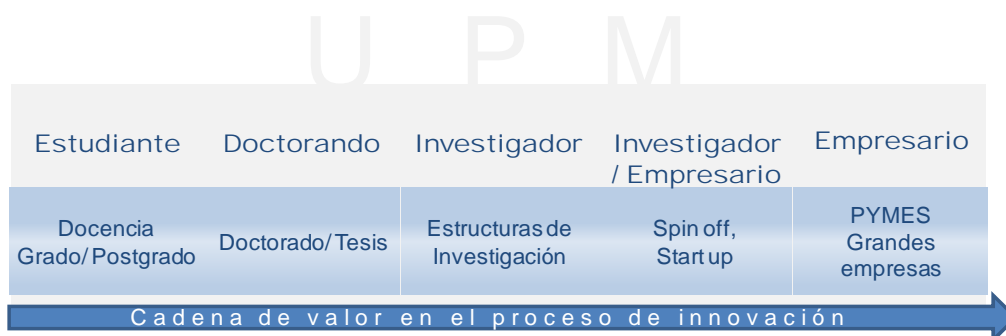 U P M
Estudiante
Doctorando
Investigador
Investigador
/ Empresario
Empresario
Docencia
Grado/Postgrado
Doctorado/Tesis
Estructuras de
Investigación
Spin off,
Start up
PYMES
Grandes
empresas
Cadena de valor en el proceso de innovación